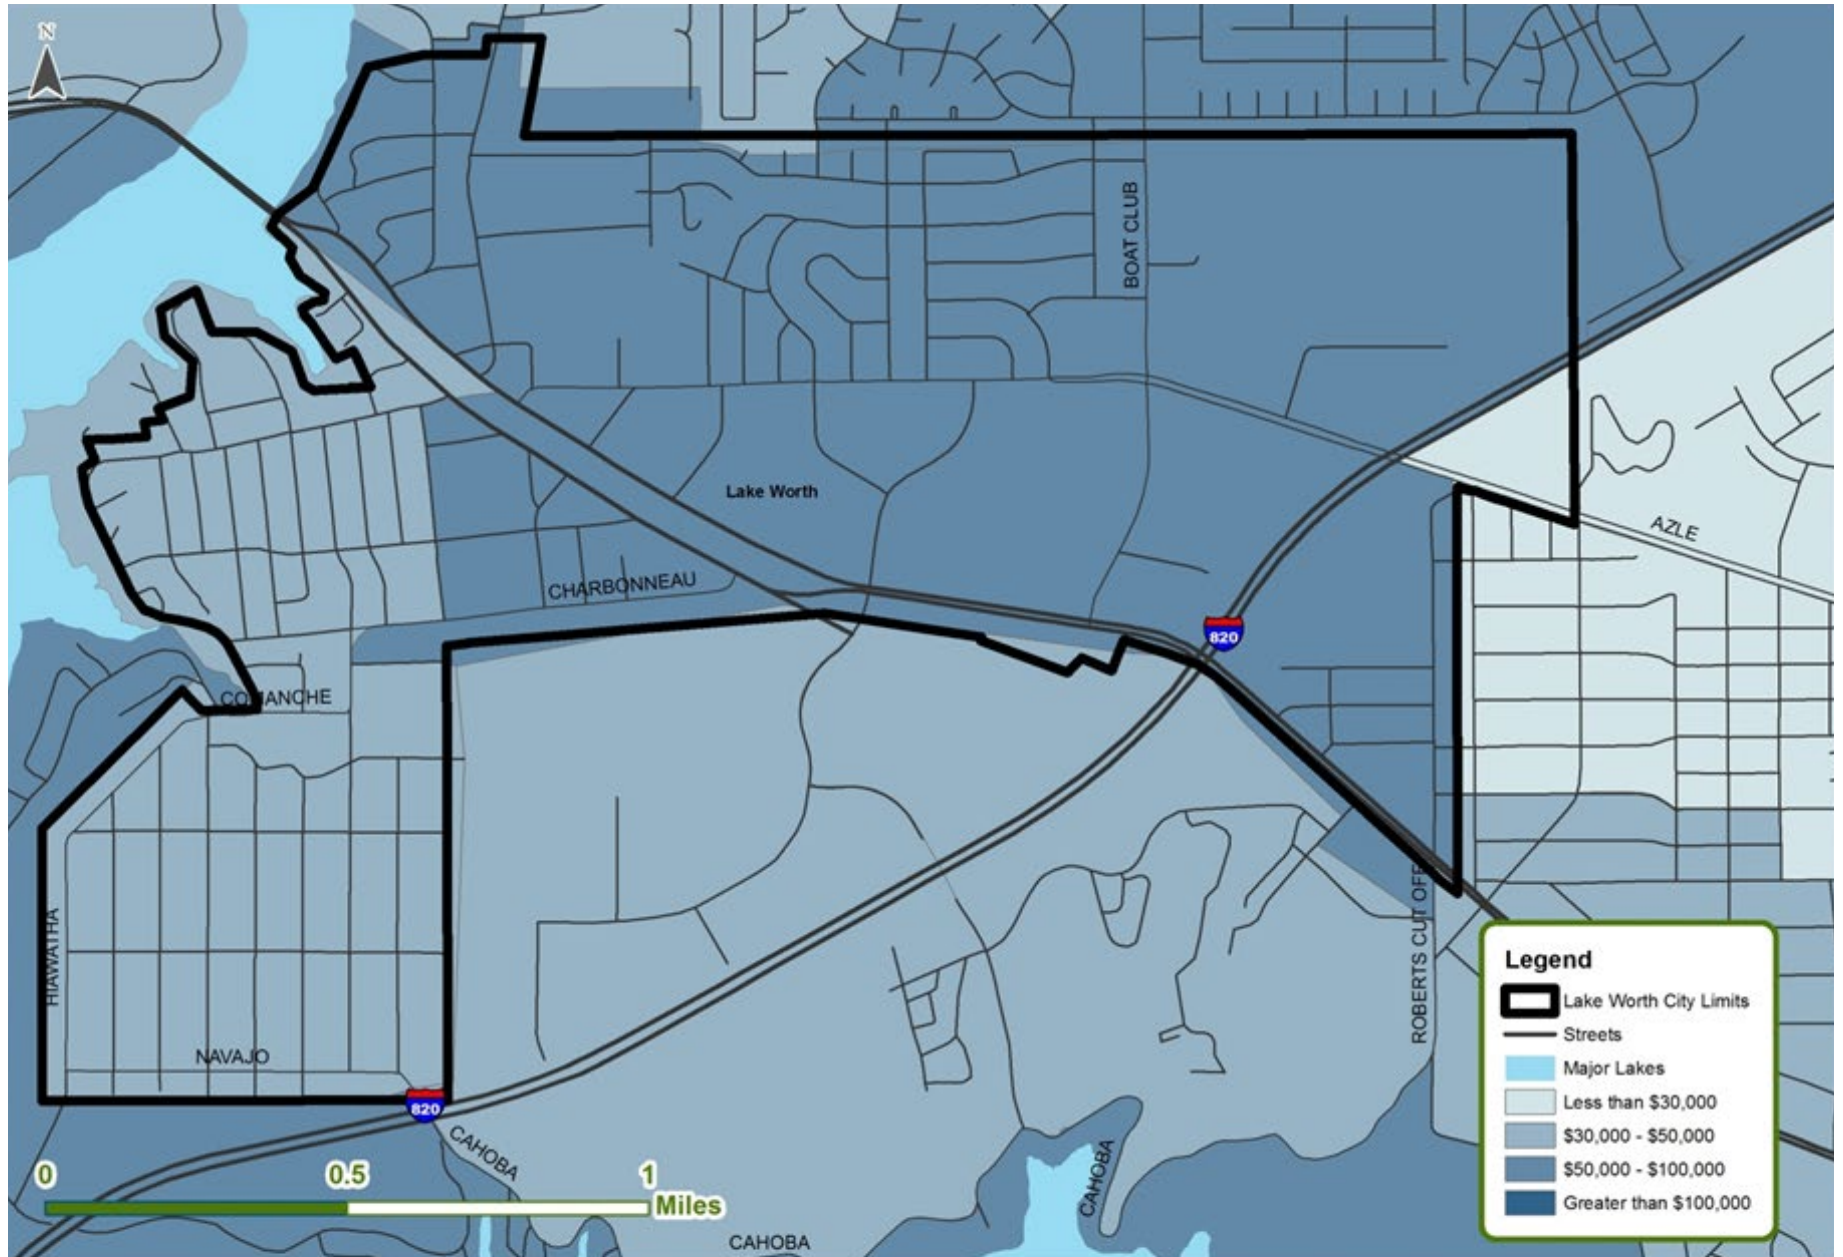 N
BOAT CLUB
Lake Worth
AZLE
CHARBONNEAU
820
COMANCHE
HIAWATHA
ROBERTS CUT OFF
NAVAJO
820
CAHOBA
CAHOBA
CAHOBA
0 0.5 1
Miles
Legend
Lake Worth City Limits
Streets
Major Lakes
Less than $30,000
$30,000 - $50,000
$50,000 - $100,000
Greater than $100,000